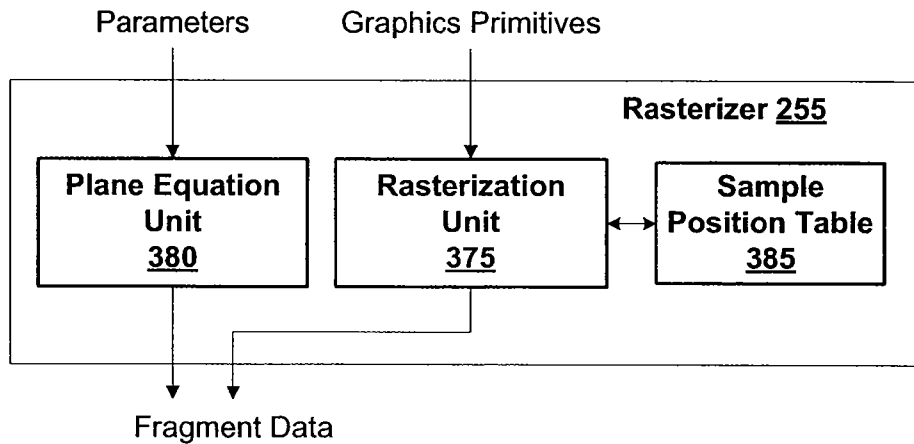 Parameters
Graphics Primitives
Rasterizer 255
Plane Equation
Unit
380
Rasterization
Unit
375
Sample
Position Table
385
Fragment Data